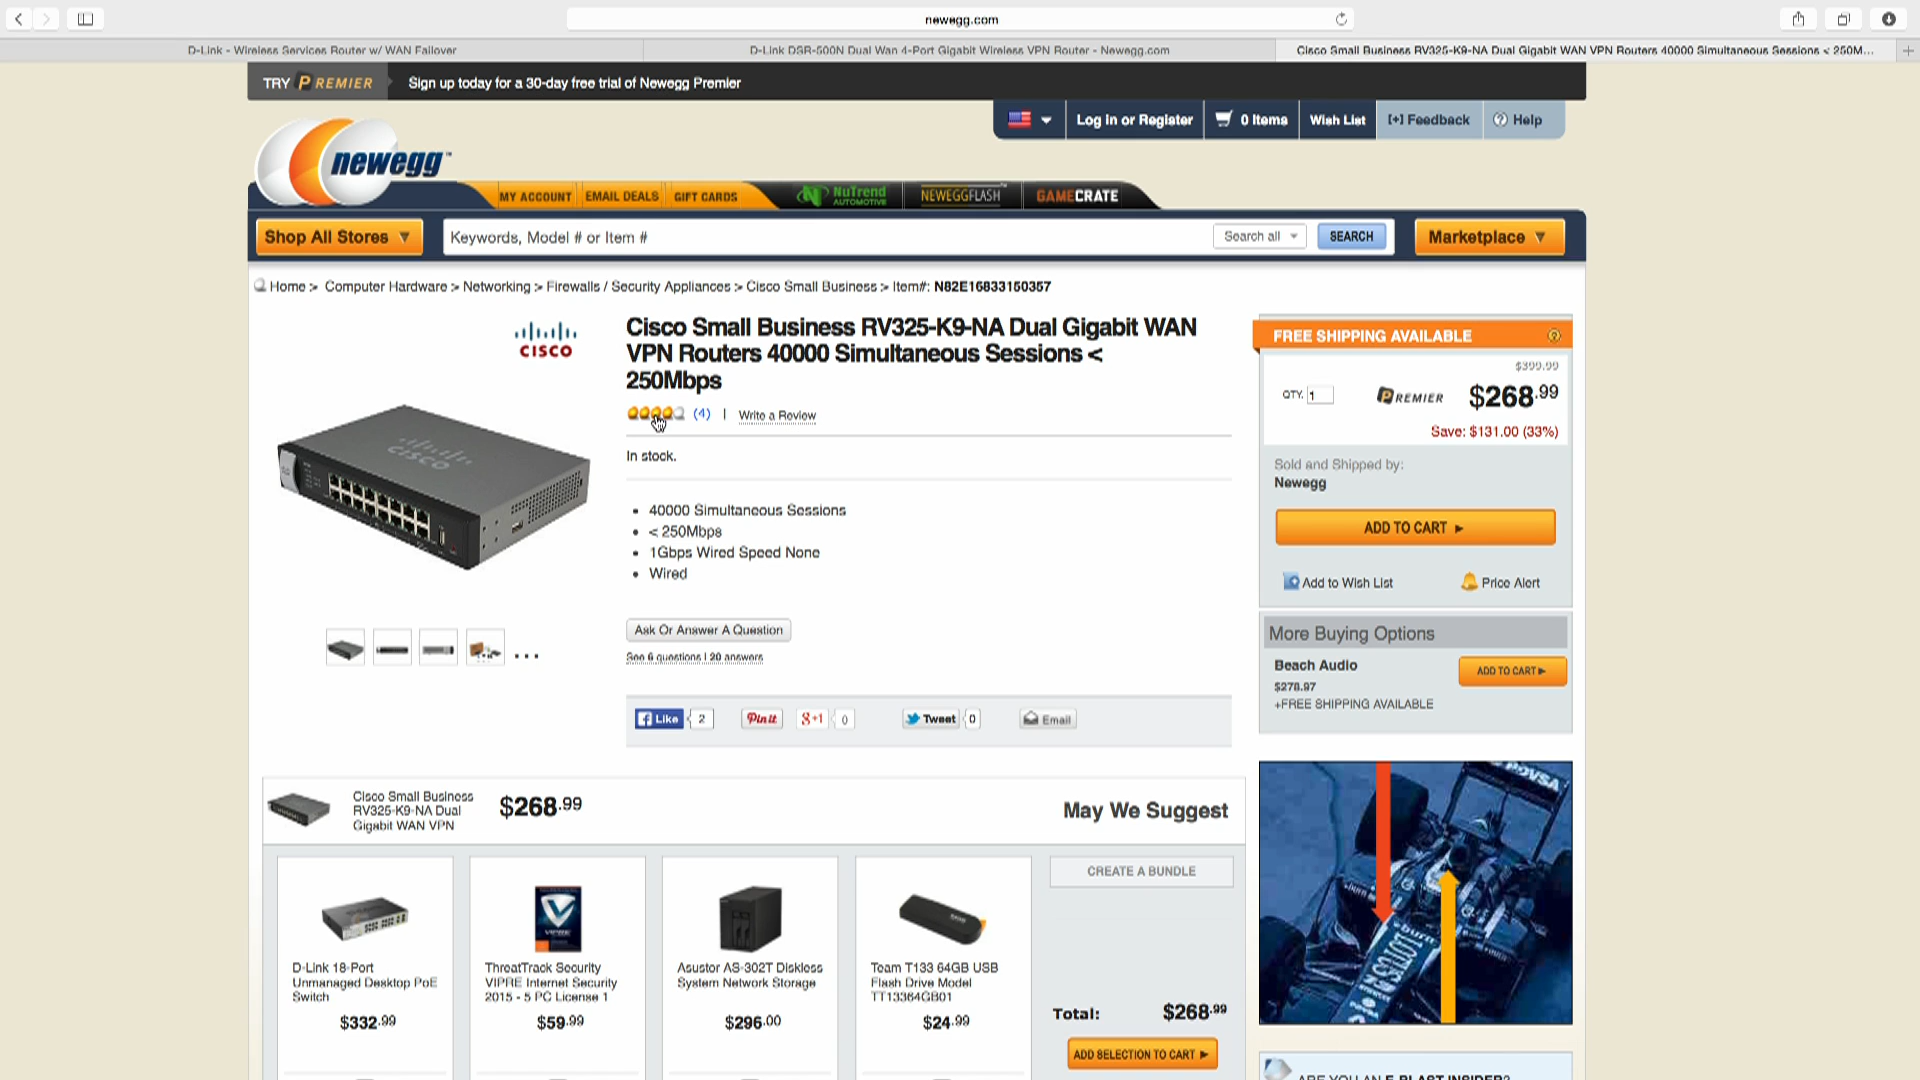 newegg.com
D-Link - Wireless Services Router w/ WAN Failover
D-Link DSR-500N Dual Wan 4-Port Gigabit Wireless VPN Router - Newegg.com
Cisco Small Business RV325-K9-NA Dual Gigabit WAN VPN Routers 40000 Simultaneous Sessions < 250M...
TRY PREMIER
Sign up today for a 30-day free trial of Newegg Premier
Log in or Register
0 Items
Wish List
[+] Feedback
Help
newegg™
MY ACCOUNT
EMAIL DEALS
GIFT CARDS
NuTrend
AUTOMOTIVE
NEWEGGFLASH
GAMECRATE
Shop All Stores
Keywords, Model # or Item #
Search all
SEARCH
Marketplace
Home > Computer Hardware > Networking > Firewalls / Security Appliances > Cisco Small Business > Item#: N82E16833150357
CISCO
Cisco Small Business RV325-K9-NA Dual Gigabit WAN
VPN Routers 40000 Simultaneous Sessions <
250Mbps
(4) | Write a Review
In stock.
40000 Simultaneous Sessions
< 250Mbps
1Gbps Wired Speed None
Wired
Ask Or Answer A Question
See 6 questions | 20 answers
Like 2
Pin it
g+1 0
Tweet 0
Email
FREE SHIPPING AVAILABLE
$399.99
QTY. 1
PREMIER
$268.99
Save: $131.00 (33%)
Sold and Shipped by:
Newegg
ADD TO CART
Add to Wish List
Price Alert
More Buying Options
Beach Audio
ADD TO CART
$278.97
+FREE SHIPPING AVAILABLE
cisco
Cisco Small Business
RV325-K9-NA Dual
Gigabit WAN VPN
$268.99
May We Suggest
D-Link 18-Port
Unmanaged Desktop PoE
Switch
$332.99
VIPRE
ThreatTrack Security
VIPRE Internet Security
2015 - 5 PC License 1
$59.99
Asustor AS-302T Diskless
System Network Storage
$296.00
Team T133 64GB USB
Flash Drive Model
TT13364GB01
$24.99
CREATE A BUNDLE
Total: $268.99
ADD SELECTION TO CART
PDVSA
burn
LOTUS
ARE YOU AN E-BLAST INSIDER?